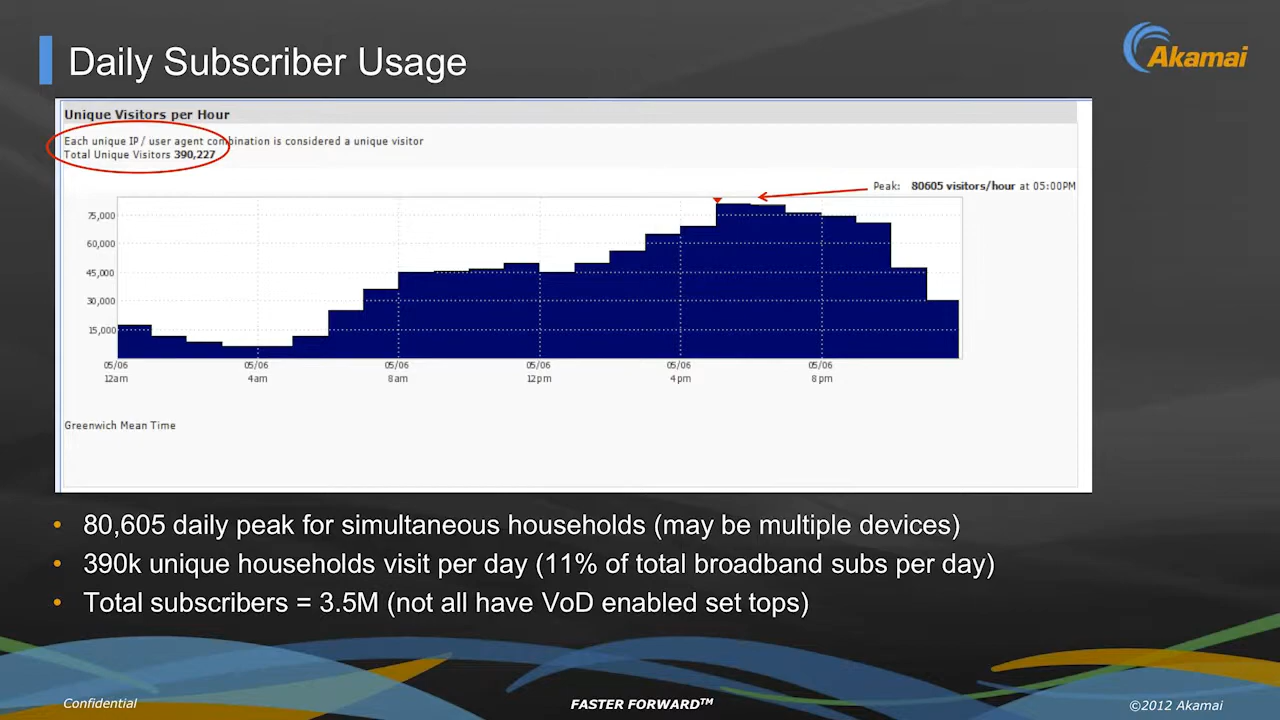 Daily Subscriber Usage
Akamai
Unique Visitors per Hour
Each unique IP / user agent combination is considered a unique visitor
Total Unique Visitors 390,227
Peak: 80605 visitors/hour at 05:00PM
75,000
60,000
45,000
30,000
15,000
05/06 05/06 05/06 05/06 05/06 05/06
12am 4am 8am 12pm 4pm 8pm
Greenwich Mean Time
• 80,605 daily peak for simultaneous households (may be multiple devices)
• 390k unique households visit per day (11% of total broadband subs per day)
• Total subscribers = 3.5M (not all have VoD enabled set tops)
Confidential
FASTER FORWARD™
©2012 Akamai